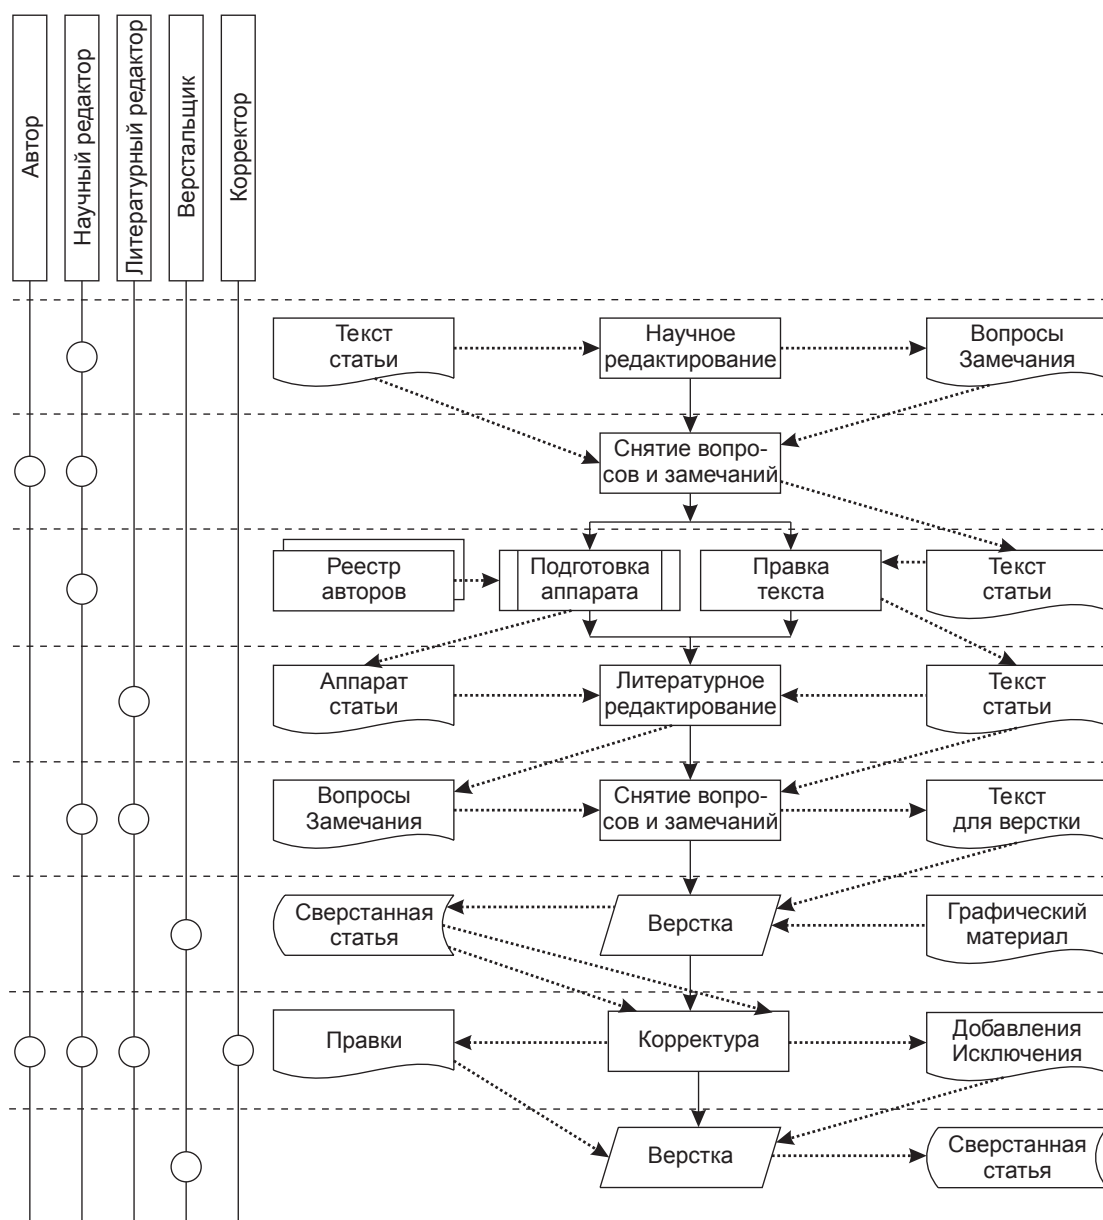 Автор
Научный редактор
Литературный редактор
Верстальщик
Корректор
Текст
статьи
Научное
редактирование
Вопросы
Замечания
Снятие вопро-
сов и замечаний
Реестр
авторов
Подготовка
аппарата
Правка
текста
Текст
статьи
Аппарат
статьи
Литературное
редактирование
Текст
статьи
Вопросы
Замечания
Снятие вопро-
сов и замечаний
Текст
для верстки
Сверстанная
статья
Верстка
Графический
материал
Правки
Корректура
Добавления
Исключения
Верстка
Сверстанная
статья